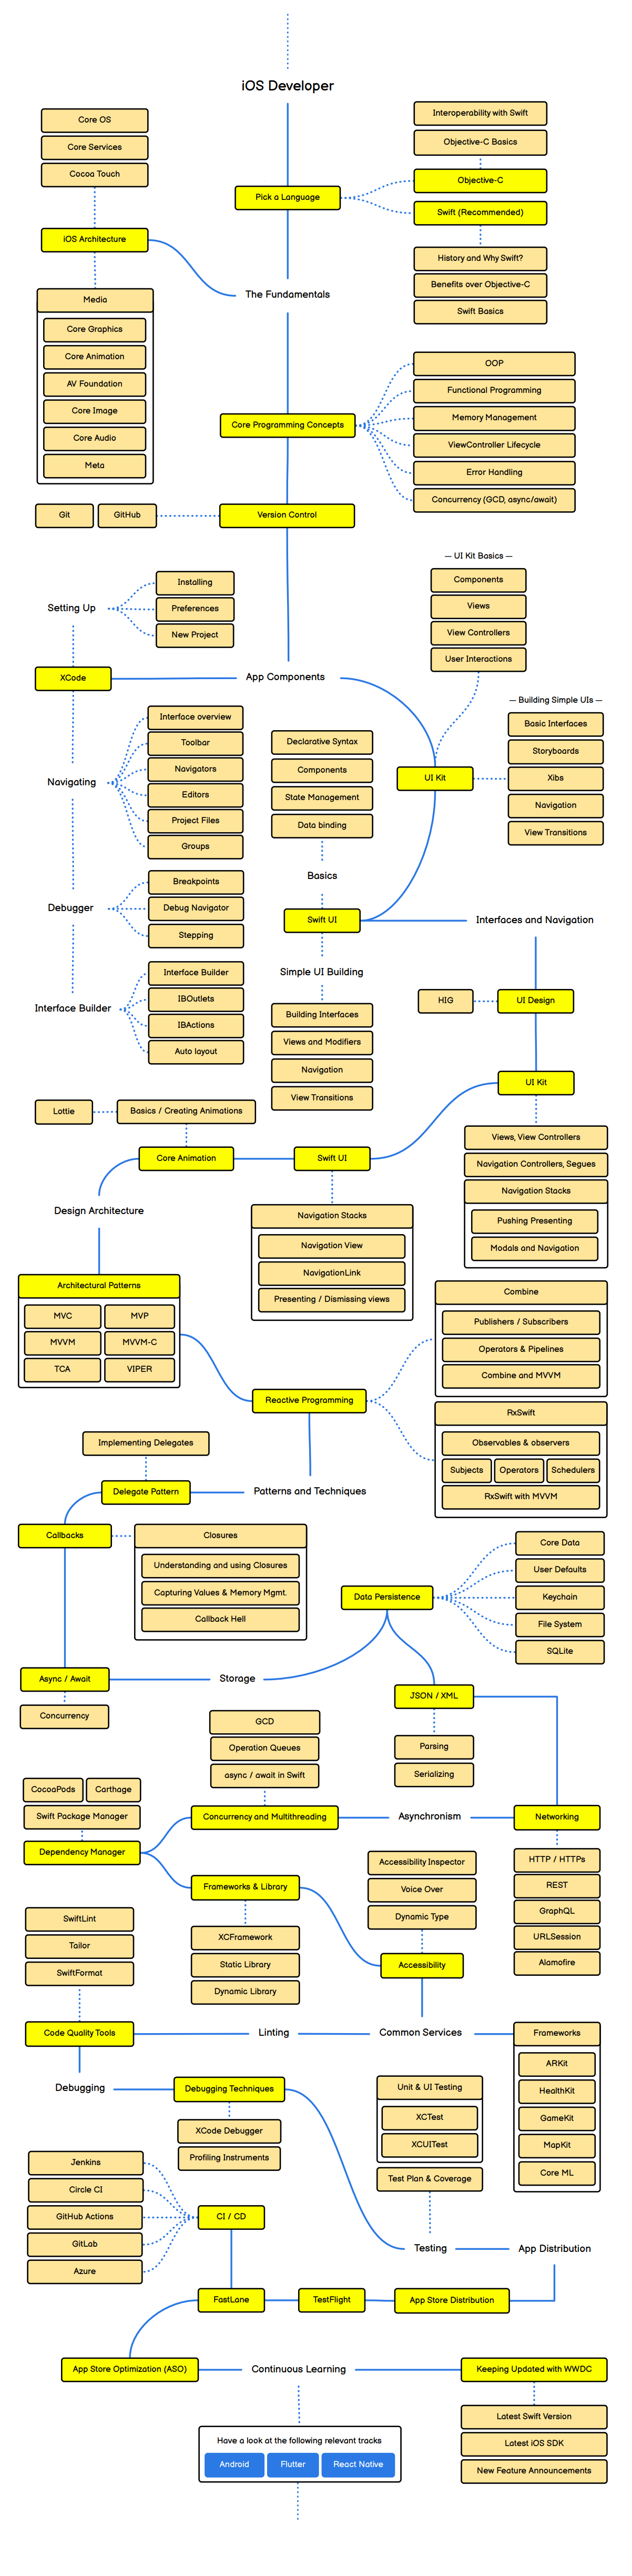 iOS Developer
Core OS
Core Services
Cocoa Touch
iOS Architecture
Media
Core Graphics
Core Animation
AV Foundation
Core Image
Core Audio
Meta
Pick a Language
Interoperability with Swift
Objective-C Basics
Objective-C
Swift (Recommended)
History and Why Swift?
Benefits over Objective-C
Swift Basics
The Fundamentals
Core Programming Concepts
OOP
Functional Programming
Memory Management
ViewController Lifecycle
Error Handling
Concurrency (GCD, async/await)
Git
GitHub
Version Control
Setting Up
Installing
Preferences
New Project
XCode
App Components
— UI Kit Basics —
Components
Views
View Controllers
User Interactions
UI Kit
— Building Simple UIs —
Basic Interfaces
Storyboards
Xibs
Navigation
View Transitions
Navigating
Interface overview
Toolbar
Navigators
Editors
Project Files
Groups
Debugger
Breakpoints
Debug Navigator
Stepping
Interface Builder
Interface Builder
IBOutlets
IBActions
Auto layout
Declarative Syntax
Components
State Management
Data binding
Basics
Swift UI
Simple UI Building
Building Interfaces
Views and Modifiers
Navigation
View Transitions
Interfaces and Navigation
HIG
UI Design
UI Kit
Views, View Controllers
Navigation Controllers, Segues
Navigation Stacks
Pushing Presenting
Modals and Navigation
Lottie
Basics / Creating Animations
Core Animation
Swift UI
Navigation Stacks
Navigation View
NavigationLink
Presenting / Dismissing views
Design Architecture
Architectural Patterns
MVC
MVP
MVVM
MVVM-C
TCA
VIPER
Reactive Programming
Combine
Publishers / Subscribers
Operators & Pipelines
Combine and MVVM
RxSwift
Observables & observers
Subjects
Operators
Schedulers
RxSwift with MVVM
Implementing Delegates
Delegate Pattern
Patterns and Techniques
Callbacks
Closures
Understanding and using Closures
Capturing Values & Memory Mgmt.
Callback Hell
Async / Await
Concurrency
Storage
Data Persistence
Core Data
User Defaults
Keychain
File System
SQLite
JSON / XML
Parsing
Serializing
GCD
Operation Queues
async / await in Swift
Concurrency and Multithreading
Asynchronism
Networking
HTTP / HTTPs
REST
GraphQL
URLSession
Alamofire
CocoaPods
Carthage
Swift Package Manager
Dependency Manager
Frameworks & Library
XCFramework
Static Library
Dynamic Library
Accessibility Inspector
Voice Over
Dynamic Type
Accessibility
SwiftLint
Tailor
SwiftFormat
Code Quality Tools
Linting
Common Services
Frameworks
ARKit
HealthKit
GameKit
MapKit
Core ML
Debugging
Debugging Techniques
XCode Debugger
Profiling Instruments
Unit & UI Testing
XCTest
XCUITest
Test Plan & Coverage
Testing
App Distribution
Jenkins
Circle CI
GitHub Actions
GitLab
Azure
CI / CD
FastLane
TestFlight
App Store Distribution
App Store Optimization (ASO)
Continuous Learning
Keeping Updated with WWDC
Latest Swift Version
Latest iOS SDK
New Feature Announcements
Have a look at the following relevant tracks
Android
Flutter
React Native